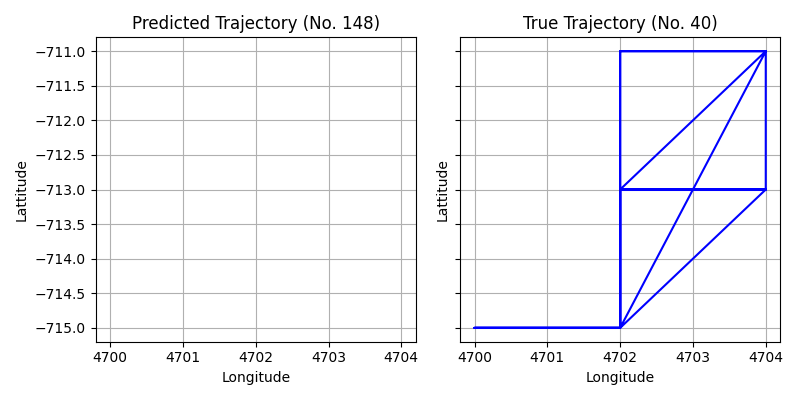 Predicted Trajectory (No. 148)
True Trajectory (No. 40)
−711.0
−711.5
−712.0
−712.5
−713.0
−713.5
−714.0
−714.5
−715.0
Lattitude
Lattitude
4700 4701 4702 4703 4704
4700 4701 4702 4703 4704
Longitude
Longitude